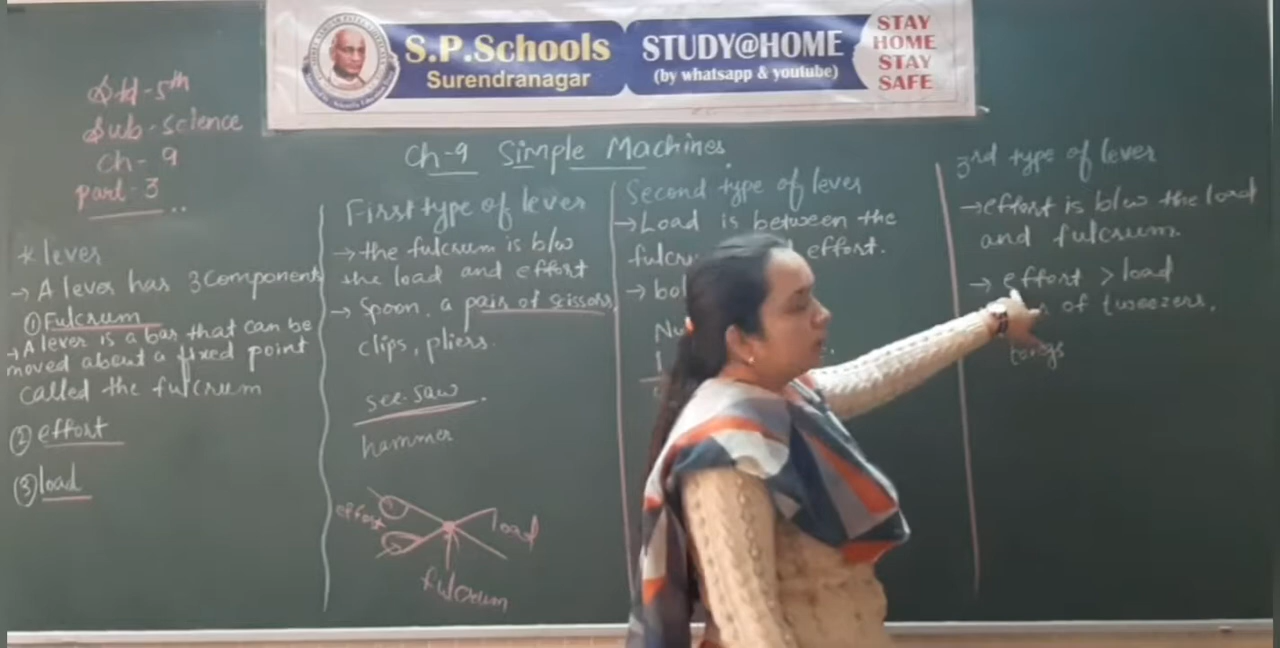 S.P.Schools
Surendranagar
STUDY@HOME
(by whatsapp & youtube)
STAY
HOME
STAY
SAFE
Std-5th
Sub-science
Ch-9
part-3
Ch-9 Simple Machines.
* lever
→ A lever has 3 Components
① Fulcrum
→ A lever is a bar that can be
moved about a fixed point
called the fulcrum
② effort
③ load
First type of lever
→ the fulcrum is b/w
the load and effort
→ Spoon, a pair of scissors,
clips, pliers.
see-saw.
hammer
effort
load
fulcrum
Second type of lever
→ Load is between the
effort.
→
3rd type of lever
→ effort is b/w the load
and fulcrum.
→ effort > load
of tweezers,
tongs